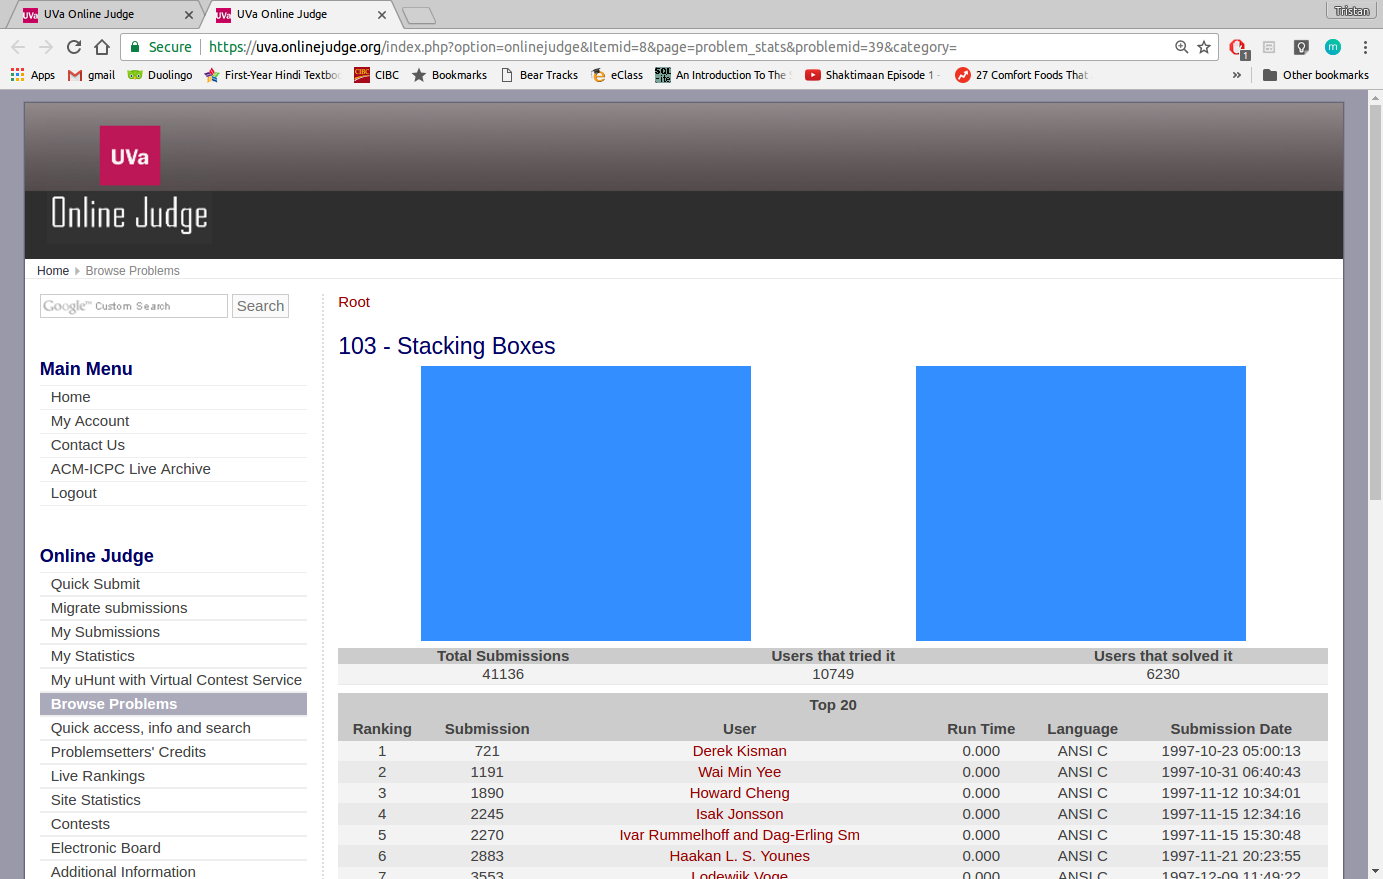 UVa Online Judge
UVa Online Judge
Tristan
Secure
https://uva.onlinejudge.org/index.php?option=onlinejudge&Itemid=8&page=problem_stats&problemid=39&category=
1
m
Apps
gmail
Duolingo
First-Year Hindi Textbo
CIBC
CIBC
Bookmarks
Bear Tracks
eClass
An Introduction To The
Shaktimaan Episode 1 -
27 Comfort Foods That
»
Other bookmarks
UVa
Online Judge
Home Browse Problems
Google™ Custom Search
Search
Main Menu
Home
My Account
Contact Us
ACM-ICPC Live Archive
Logout
Online Judge
Quick Submit
Migrate submissions
My Submissions
My Statistics
My uHunt with Virtual Contest Service
Browse Problems
Quick access, info and search
Problemsetters' Credits
Live Rankings
Site Statistics
Contests
Electronic Board
Additional Information
Root
103 - Stacking Boxes
Total Submissions Users that tried it Users that solved it
41136 10749 6230
Top 20
Ranking Submission User Run Time Language Submission Date
1 721 Derek Kisman 0.000 ANSI C 1997-10-23 05:00:13
2 1191 Wai Min Yee 0.000 ANSI C 1997-10-31 06:40:43
3 1890 Howard Cheng 0.000 ANSI C 1997-11-12 10:34:01
4 2245 Isak Jonsson 0.000 ANSI C 1997-11-15 12:34:16
5 2270 Ivar Rummelhoff and Dag-Erling Sm 0.000 ANSI C 1997-11-15 15:30:48
6 2883 Haakan L. S. Younes 0.000 ANSI C 1997-11-21 20:23:55
7 3553 Lodewijk Voge 0.000 ANSI C 1997-12-09 11:49:22